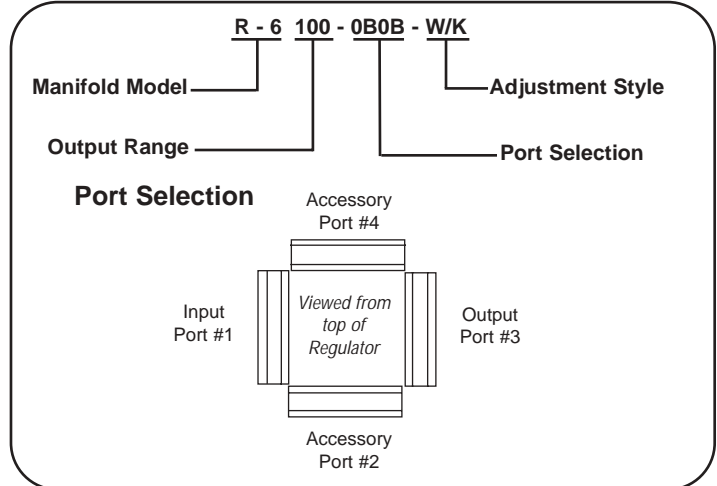 R - 6 100 - 0B0B - W/K
Manifold Model
Adjustment Style
Output Range
Port Selection
Port Selection
Accessory
Port #4
Input
Port #1
Viewed from
top of
Regulator
Output
Port #3
Accessory
Port #2